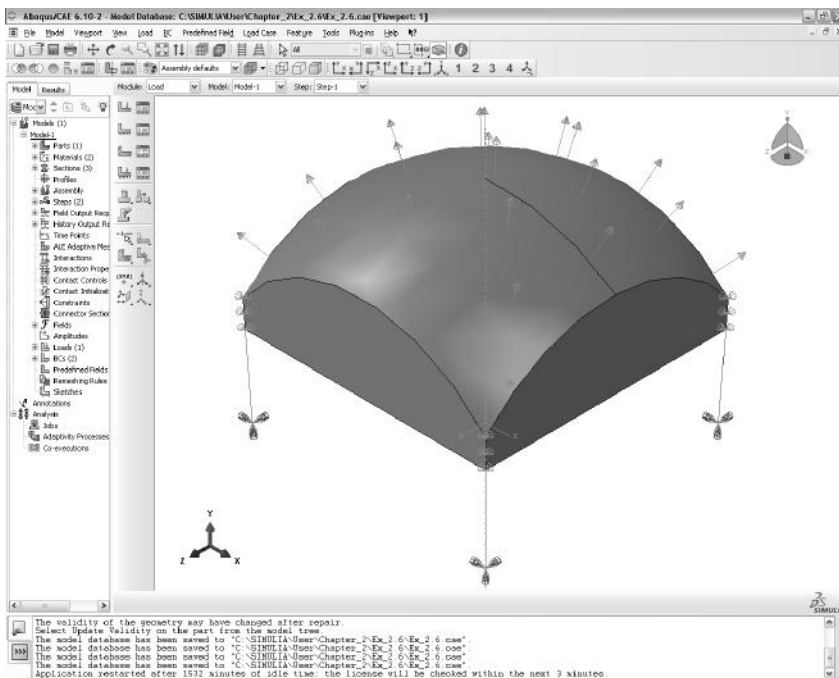 Abaqus/CAE 6.10-2 - Model Database: C:\SIMULIA\User\Chapter_2\Ex_2.6\Ex_2.6.cae [Viewport: 1]
File Model Viewport View Load BC Predefined Field Load Case Feature Tools Plug-ins Help
All
Assembly defaults
1 2 3 4
Model Results
Module: Load Model: Model-1 Step: Step-1
Models (1)
Model-1
Parts (1)
Materials (2)
Sections (3)
Profiles
Assembly
Steps (2)
Field Output Requ
History Output Re
Time Points
ALE Adaptive Mes
Interactions
Interaction Prope
Contact Controls
Contact Initializat
Constraints
Connector Section
Fields
Amplitudes
Loads (1)
BCs (2)
Predefined Fields
Remeshing Rules
Sketches
Annotations
Analysis
Jobs
Adaptivity Processes
Co-executions
Y
Z X
Y
Z X
SIMULIA
The validity of the geometry may have changed after repair.
Select Update Validity on the part from the model tree.
The model database has been saved to "C:\SIMULIA\User\Chapter_2\Ex_2.6\Ex_2.6.cae".
The model database has been saved to "C:\SIMULIA\User\Chapter_2\Ex_2.6\Ex_2.6.cae".
The model database has been saved to "C:\SIMULIA\User\Chapter_2\Ex_2.6\Ex_2.6.cae".
The model database has been saved to "C:\SIMULIA\User\Chapter_2\Ex_2.6\Ex_2.6.cae".
Application restarted after 1532 minutes of idle time; the license will be checked within the next 3 minutes.